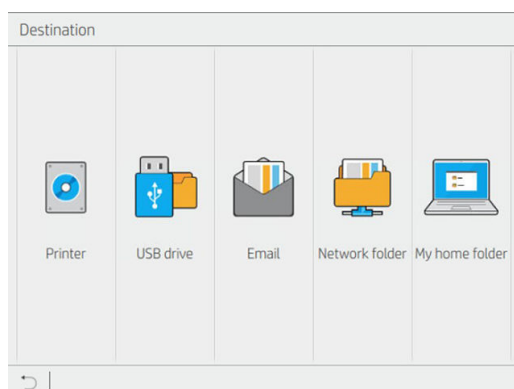 Destination
Printer
USB drive
Email
Network folder
My home folder